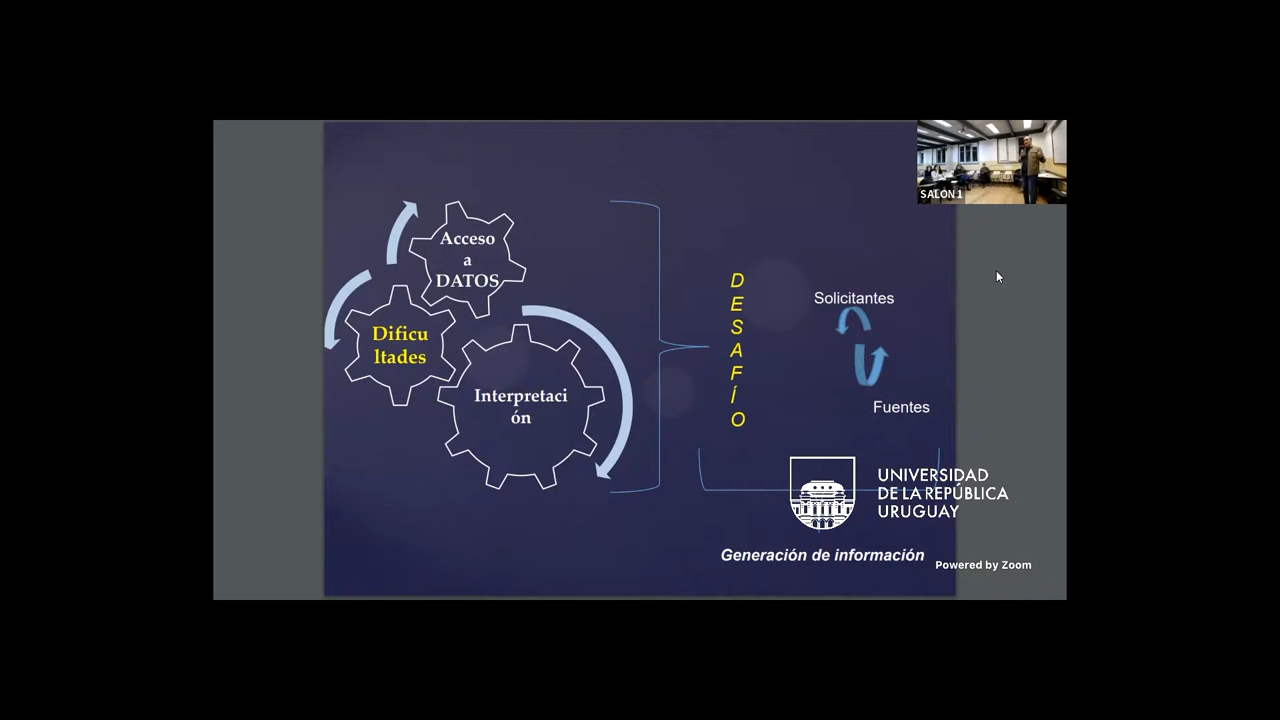 SALÓN 1
Acceso
a
DATOS
Dificu
ltades
Interpretaci
ón
D
E
S
A
F
Í
O
Solicitantes
Fuentes
UNIVERSIDAD
DE LA REPÚBLICA
URUGUAY
Generación de información
Powered by Zoom